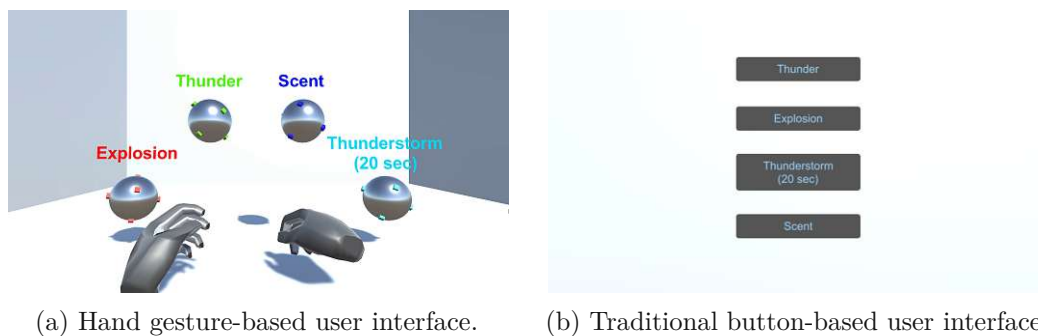 Thunder
Scent
Explosion
Thunderstorm
(20 sec)
Thunder
Explosion
Thunderstorm
(20 sec)
Scent
(a) Hand gesture-based user interface.
(b) Traditional button-based user interface